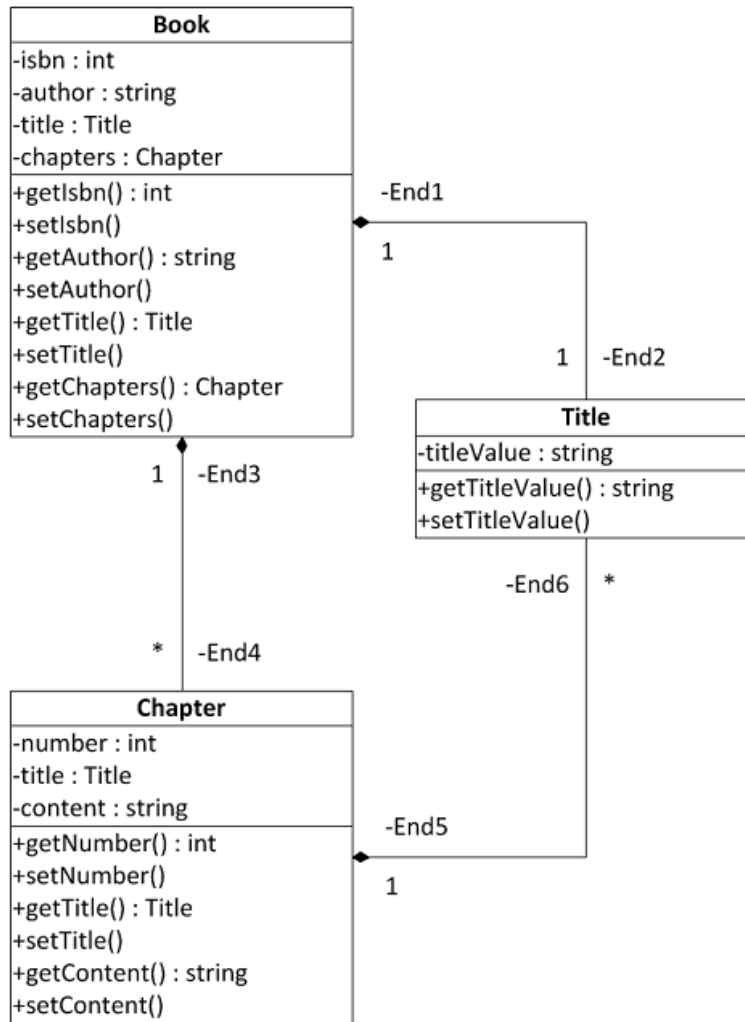 Book
-isbn : int
-author : string
-title : Title
-chapters : Chapter
+getIsbn() : int
+setIsbn()
+getAuthor() : string
+setAuthor()
+getTitle() : Title
+setTitle()
+getChapters() : Chapter
+setChapters()
-End1
1
1 -End2
Title
-titleValue : string
+getTitleValue() : string
+setTitleValue()
1 -End3
-End6 *
* -End4
Chapter
-number : int
-title : Title
-content : string
+getNumber() : int
+setNumber()
+getTitle() : Title
+setTitle()
+getContent() : string
+setContent()
-End5
1